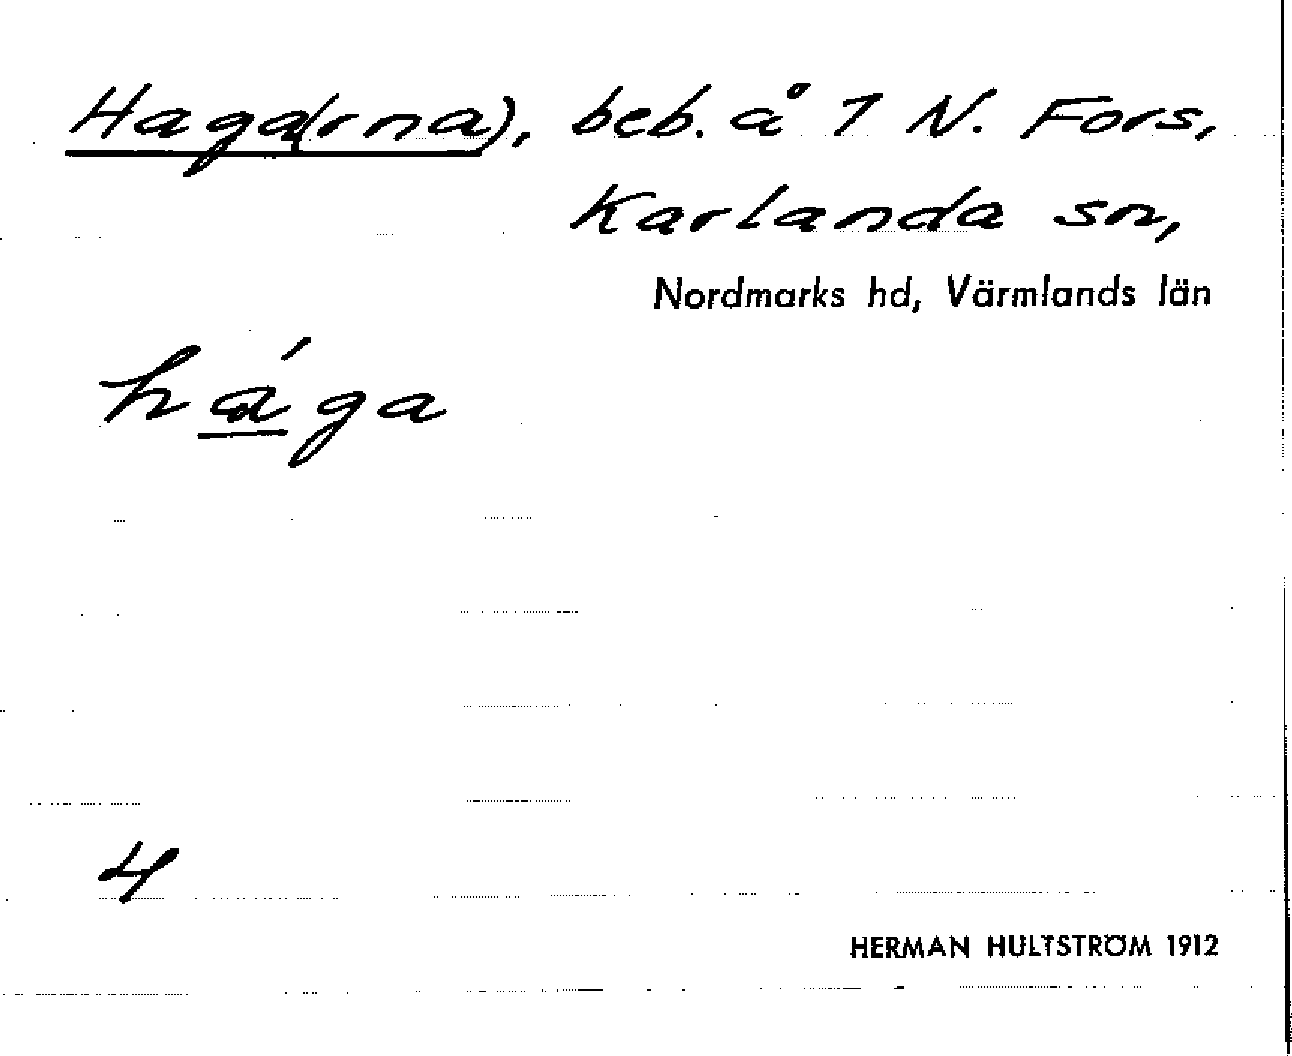 Haga(rna), beb. å 1 N. Fors,
Karlanda sn,
Nordmarks hd, Värmlands län
hága
4
HERMAN HULTSTRÖM 1912